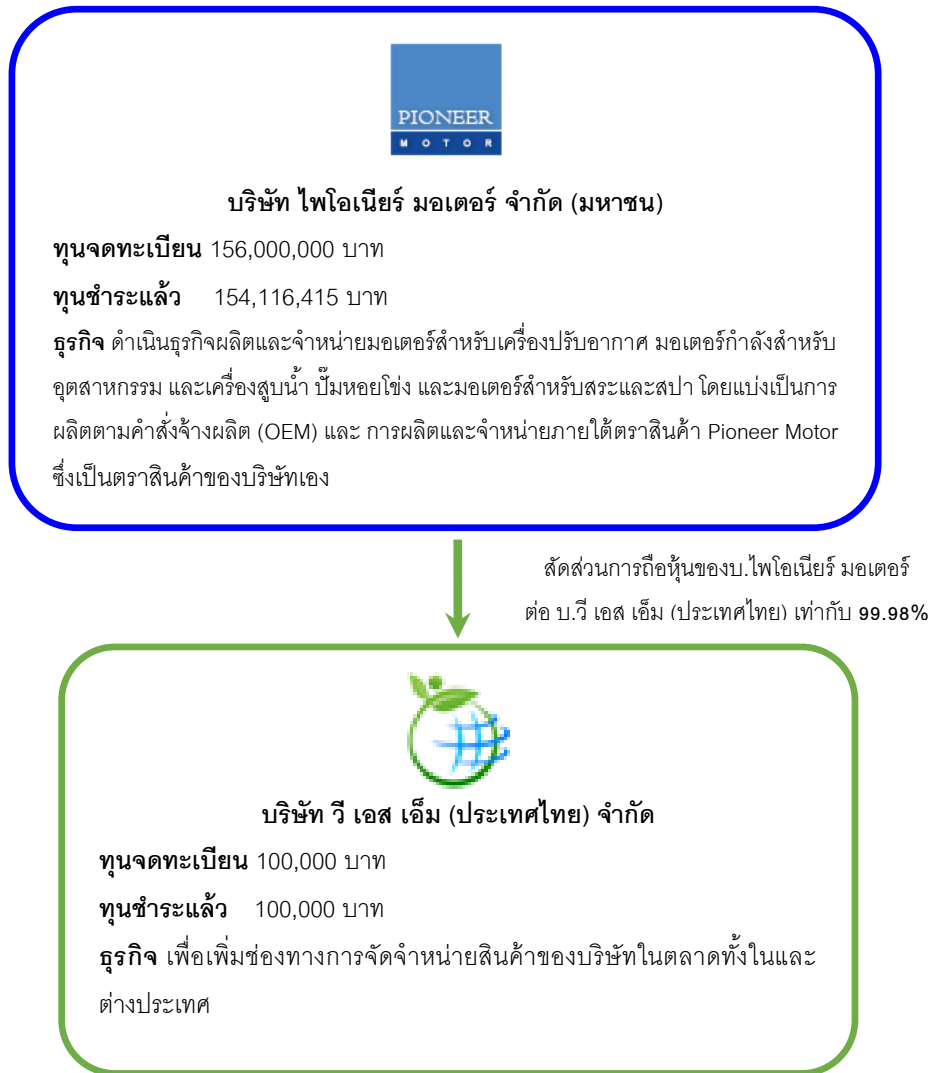 PIONEER
MOTOR
บริษัท ไพโอเนียร์ มอเตอร์ จำกัด (มหาชน)
ทุนจดทะเบียน 156,000,000 บาท
ทุนชำระแล้ว 154,116,415 บาท
ธุรกิจ ดำเนินธุรกิจผลิตและจำหน่ายมอเตอร์สำหรับเครื่องปรับอากาศ มอเตอร์กำลังสำหรับ
อุตสาหกรรม และเครื่องสูบน้ำ ปั๊มหอยโข่ง และมอเตอร์สำหรับสระและสปา โดยแบ่งเป็นการ
ผลิตตามคำสั่งจ้างผลิต (OEM) และ การผลิตและจำหน่ายภายใต้ตราสินค้า Pioneer Motor
ซึ่งเป็นตราสินค้าของบริษัทเอง
สัดส่วนการถือหุ้นของบ.ไพโอเนียร์ มอเตอร์
ต่อ บ.วี เอส เอ็ม (ประเทศไทย) เท่ากับ 99.98%
บริษัท วี เอส เอ็ม (ประเทศไทย) จำกัด
ทุนจดทะเบียน 100,000 บาท
ทุนชำระแล้ว 100,000 บาท
ธุรกิจ เพื่อเพิ่มช่องทางการจัดจำหน่ายสินค้าของบริษัทในตลาดทั้งในและ
ต่างประเทศ